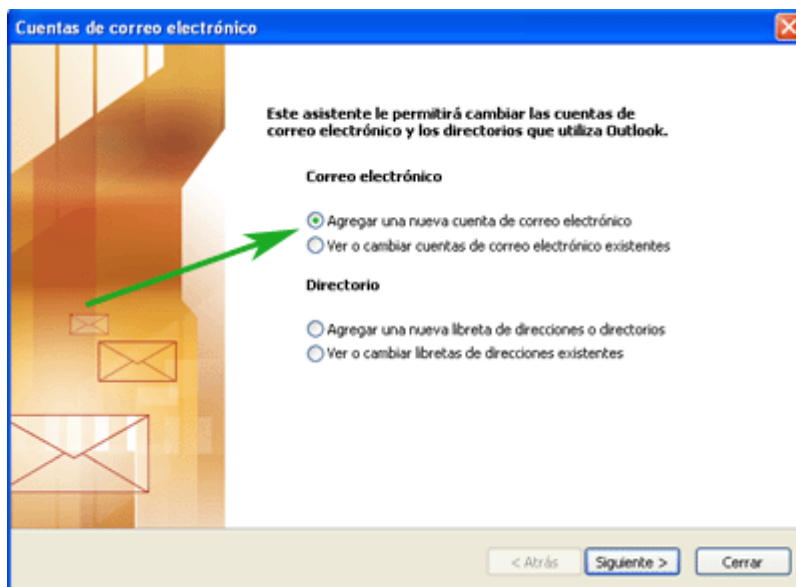 Cuentas de correo electrónico
Este asistente le permitirá cambiar las cuentas de
correo electrónico y los directorios que utiliza Outlook.
Correo electrónico
Agregar una nueva cuenta de correo electrónico
Ver o cambiar cuentas de correo electrónico existentes
Directorio
Agregar una nueva libreta de direcciones o directorios
Ver o cambiar libretas de direcciones existentes
< Atrás
Siguiente >
Cerrar